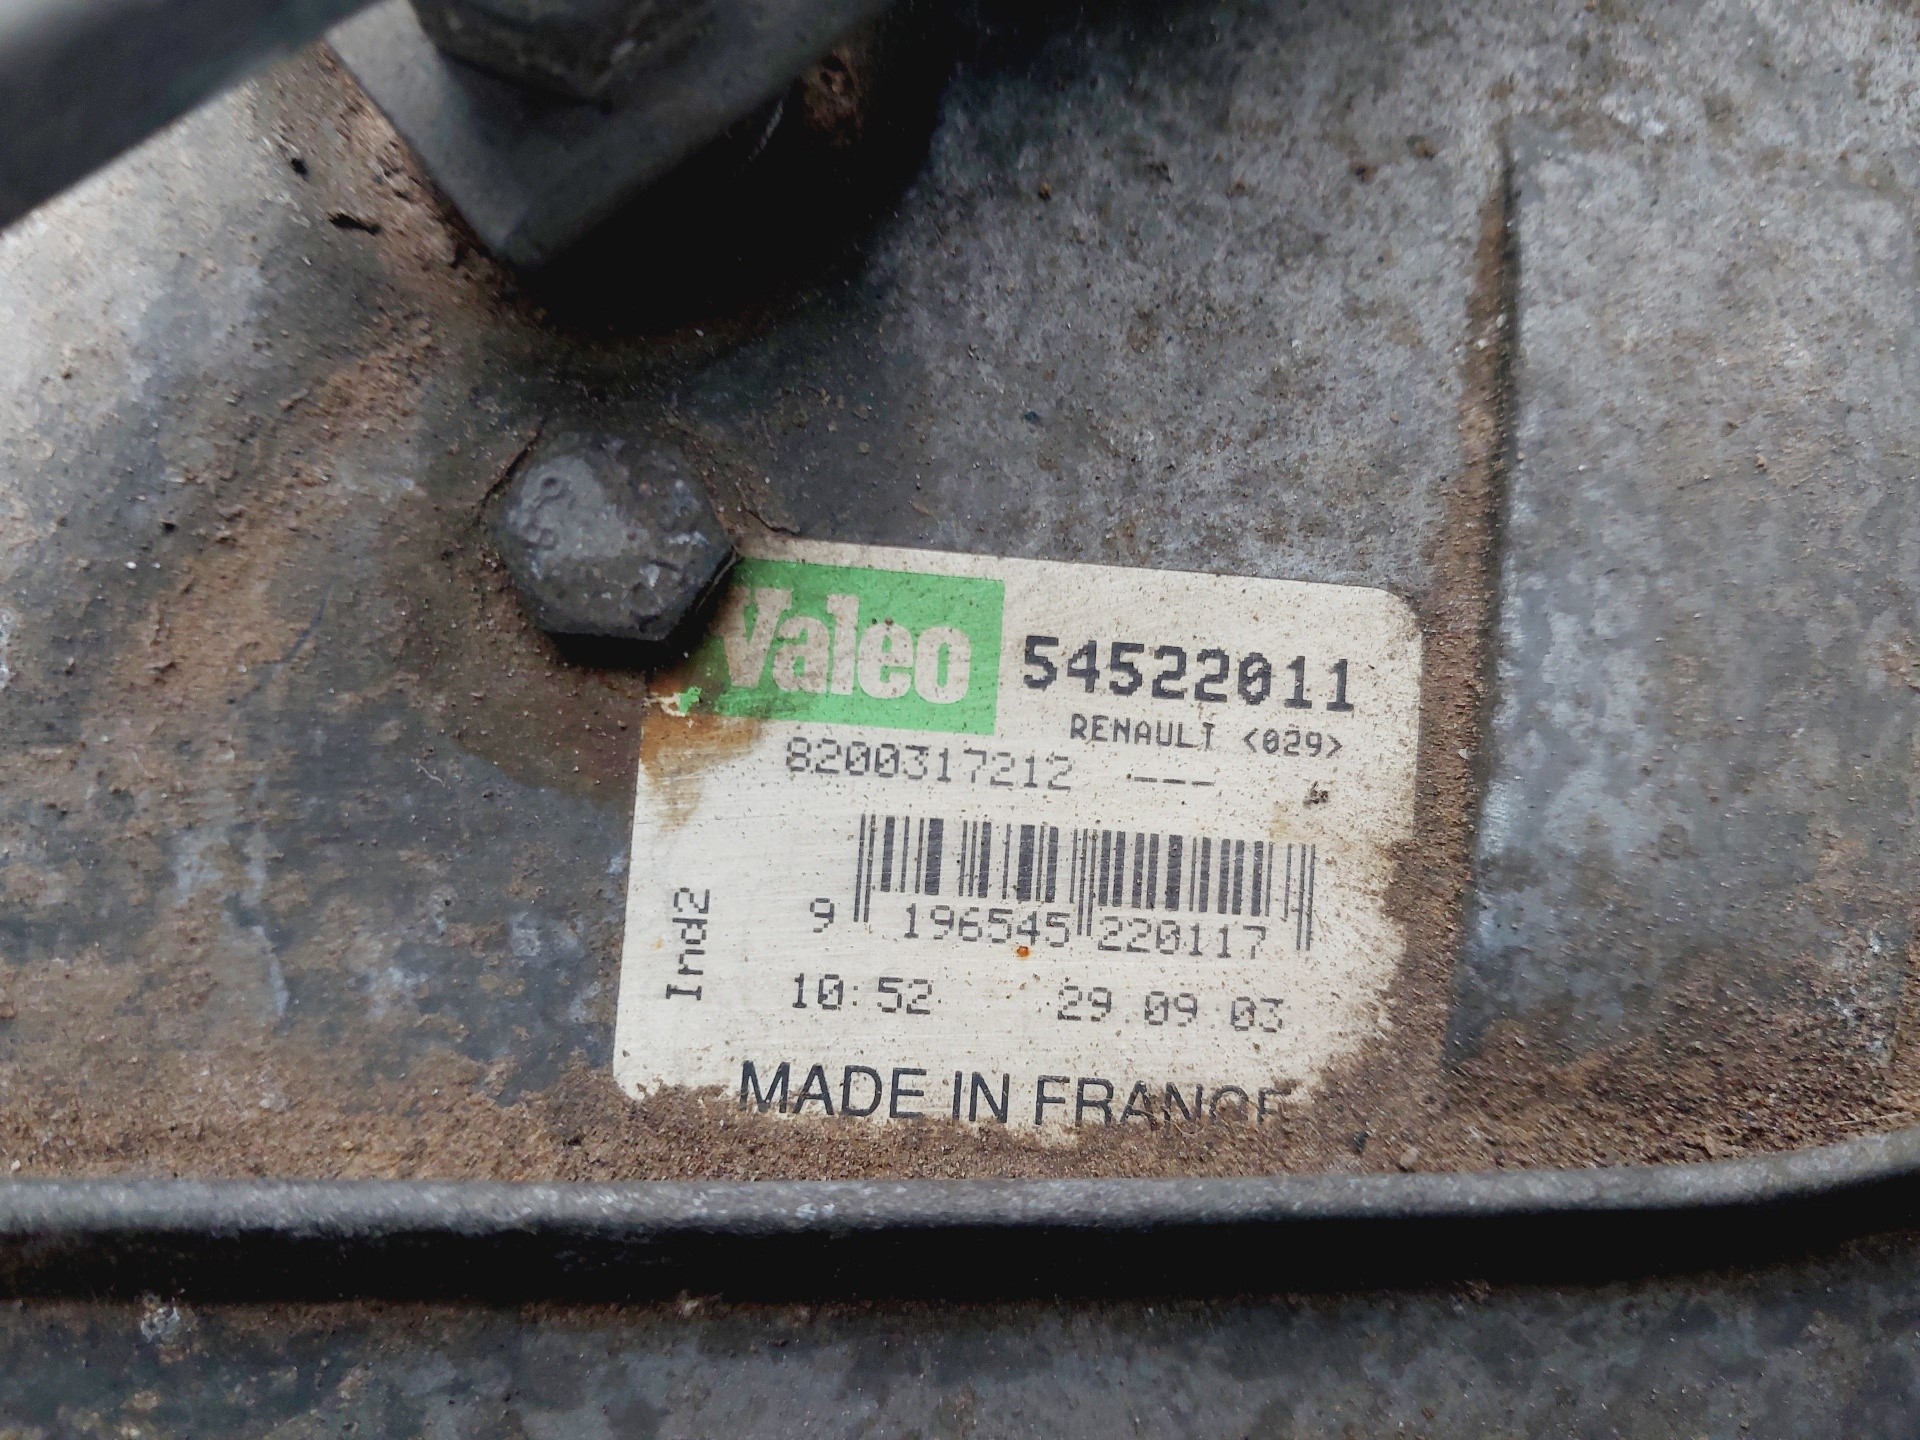 Valeo
54522011
RENAULT <029>
8200317212 ---
9 196545 220117
Ind2
10:52 29.09.03
MADE IN FRANCE